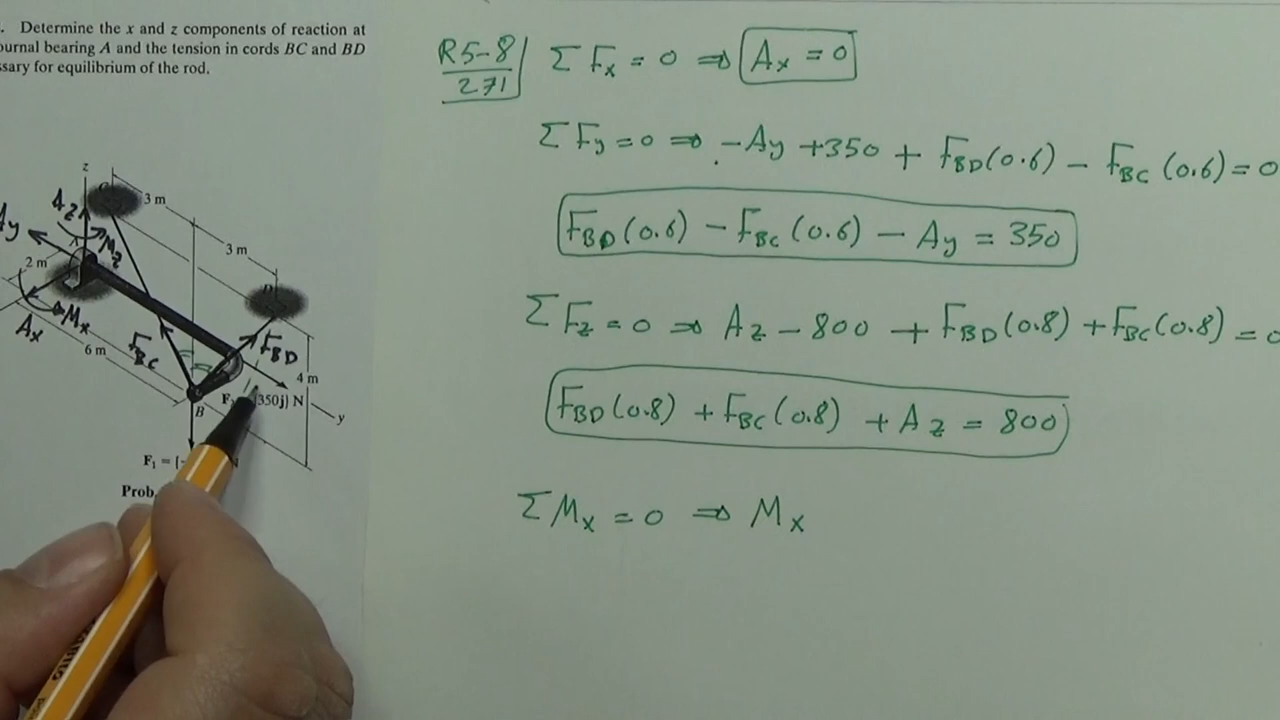 . Determine the x and z components of reaction at
ournal bearing A and the tension in cords BC and BD
ssary for equilibrium of the rod.
R5-8
271
Σ Fx = 0 ⇒ Ax = 0
Σ Fy = 0 ⇒ -Ay + 350 + FBD(0.6) - FBC(0.6) = 0
FBD(0.6) - FBC(0.6) - Ay = 350
Σ Fz = 0 ⇒ Az - 800 + FBD(0.8) + FBC(0.8) = 0
FBD(0.8) + FBC(0.8) + Az = 800
Σ Mx = 0 ⇒ Mx
z
Az
3 m
Ay
Mz
3 m
2 m
Mx
Ax
FBC
FBD
6 m
4 m
B
350j) N
y
F1 = [-
Prob.